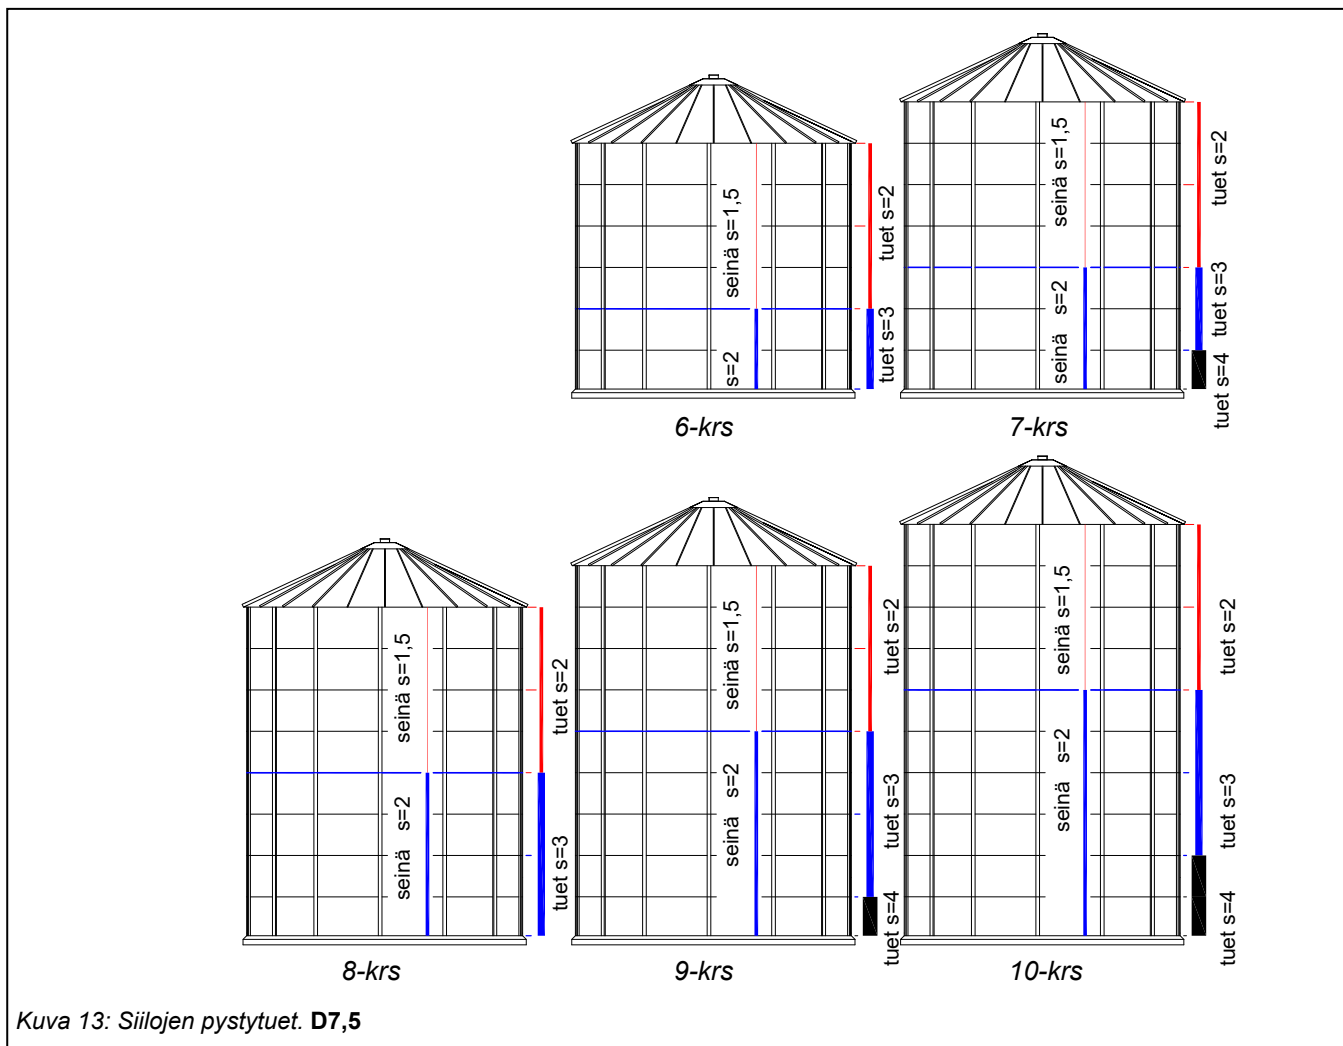 seinä s=1,5
s=2
tuet s=2
tuet s=3
6-krs
seinä s=1,5
seinä s=2
tuet s=2
tuet s=3
tuet s=4
7-krs
seinä s=1,5
seinä s=2
tuet s=2
tuet s=3
8-krs
seinä s=1,5
seinä s=2
tuet s=2
tuet s=3
tuet s=4
9-krs
seinä s=1,5
seinä s=2
tuet s=2
tuet s=3
tuet s=4
10-krs
Kuva 13: Siilojen pystytuet. D7,5